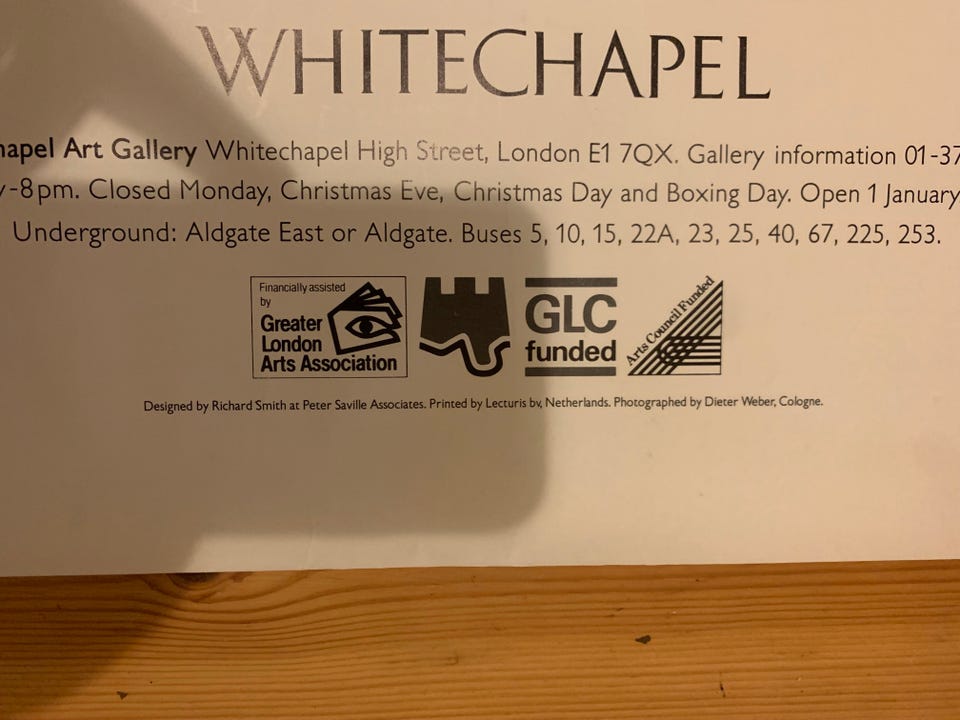 WHITECHAPEL
hapel Art Gallery Whitechapel High Street, London E1 7QX. Gallery information 01-37
y-8pm. Closed Monday, Christmas Eve, Christmas Day and Boxing Day. Open 1 January
Underground: Aldgate East or Aldgate. Buses 5, 10, 15, 22A, 23, 25, 40, 67, 225, 253.
Financially assisted
by
Greater
London
Arts Association
GLC
funded
Arts Council Funded
Designed by Richard Smith at Peter Saville Associates. Printed by Lecturis bv, Netherlands. Photographed by Dieter Weber, Cologne.